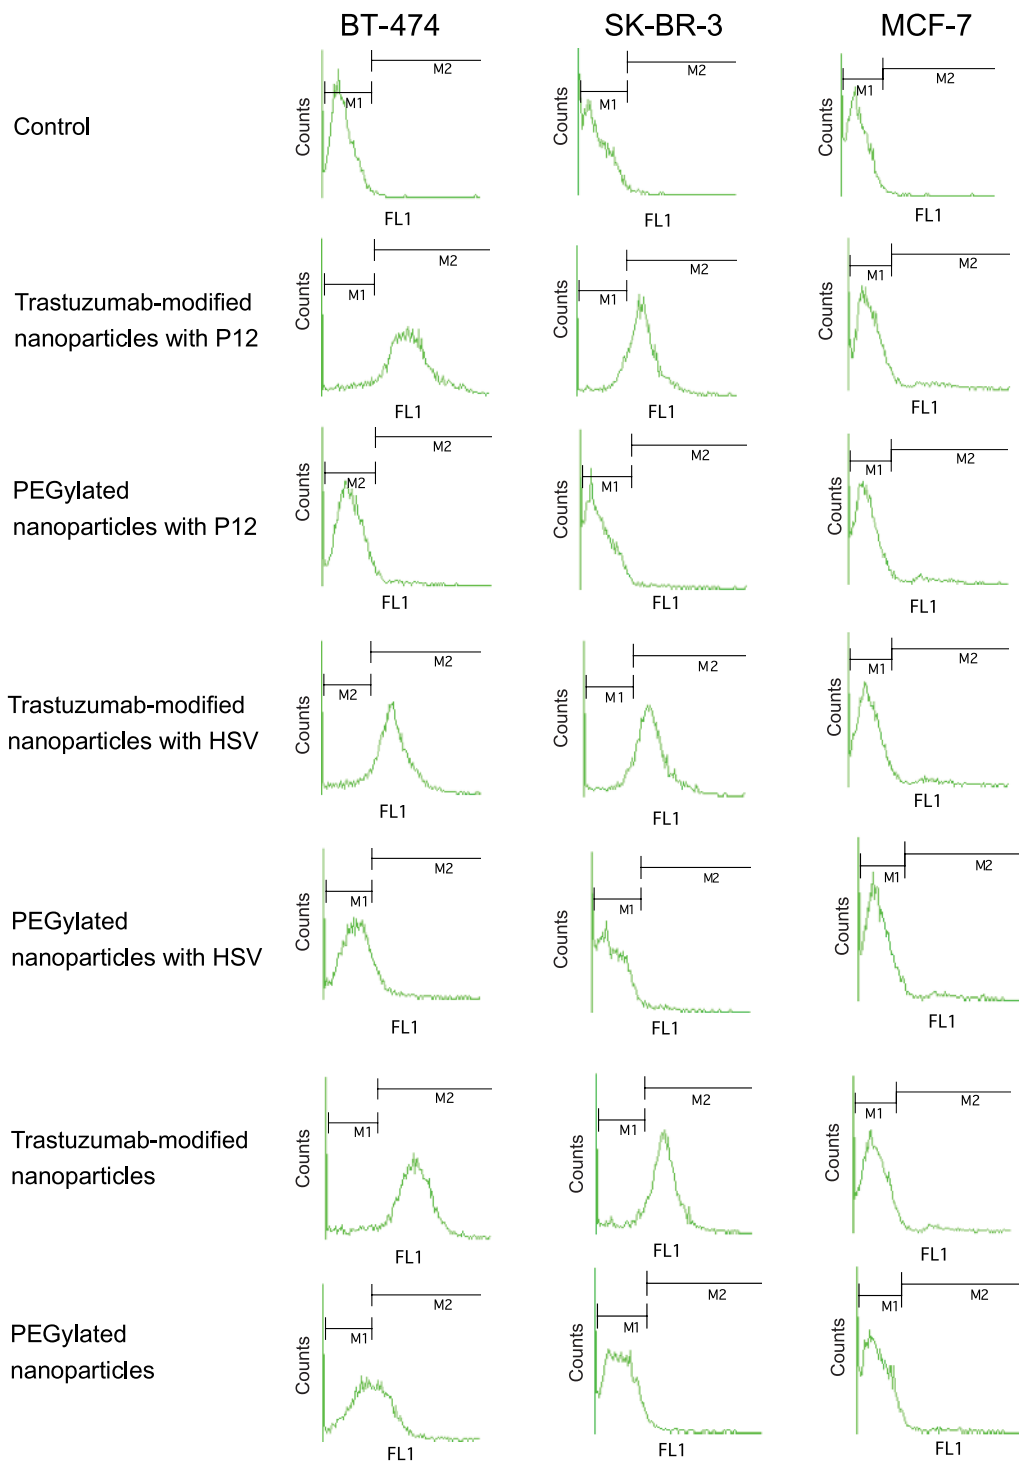 BT-474 SK-BR-3 MCF-7
M2 M2 M2
M1 M1 M1
Control
Counts Counts Counts
FL1 FL1 FL1
M2 M2 M2
M1 M1 M1
Trastuzumab-modified
nanoparticles with P12
Counts Counts Counts
FL1 FL1 FL1
M2 M2 M2
M2 M1 M1
PEGylated
nanoparticles with P12
Counts Counts Counts
FL1 FL1 FL1
M2 M2 M2
M2 M1 M1
Trastuzumab-modified
nanoparticles with HSV
Counts Counts Counts
FL1 FL1 FL1
M2 M2 M2
M1 M1 M1
PEGylated
nanoparticles with HSV
Counts Counts Counts
FL1 FL1 FL1
M2 M2 M2
M1 M1 M1
Trastuzumab-modified
nanoparticles
Counts Counts Counts
FL1 FL1 FL1
M2 M2 M2
M1 M1 M1
PEGylated
nanoparticles
Counts Counts Counts
FL1 FL1 FL1